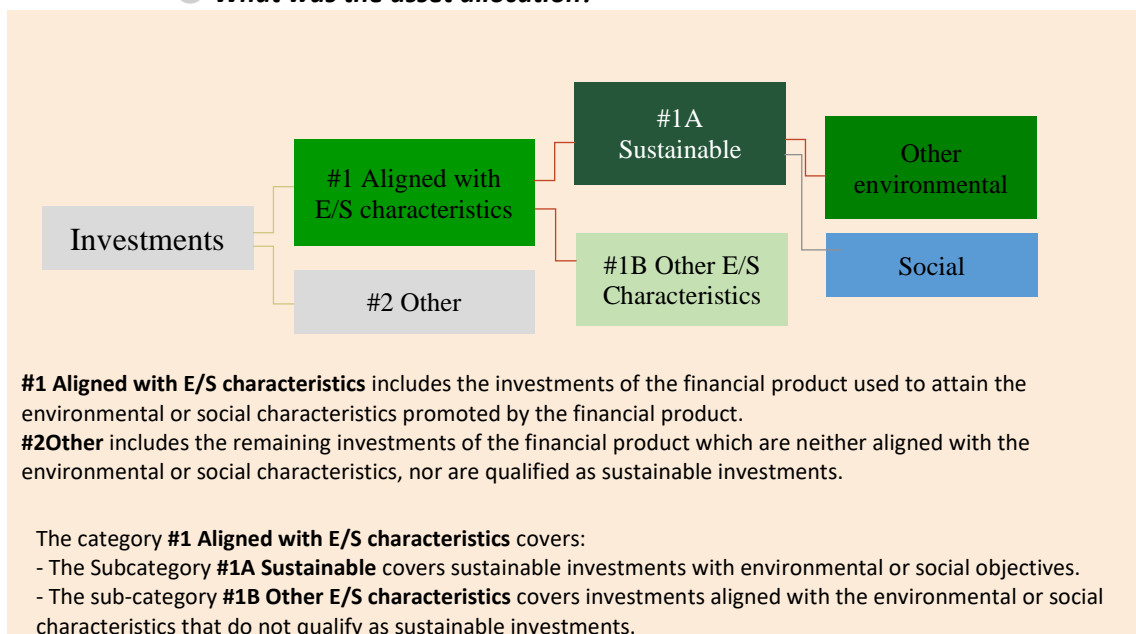 What was the asset allocation?
#1A
Sustainable
Other
environmental
#1 Aligned with
E/S characteristics
Investments
#1B Other E/S
Characteristics
Social
#2 Other
#1 Aligned with E/S characteristics includes the investments of the financial product used to attain the
environmental or social characteristics promoted by the financial product.
#2Other includes the remaining investments of the financial product which are neither aligned with the
environmental or social characteristics, nor are qualified as sustainable investments.
The category #1 Aligned with E/S characteristics covers:
- The Subcategory #1A Sustainable covers sustainable investments with environmental or social objectives.
- The sub-category #1B Other E/S characteristics covers investments aligned with the environmental or social
characteristics that do not qualify as sustainable investments.